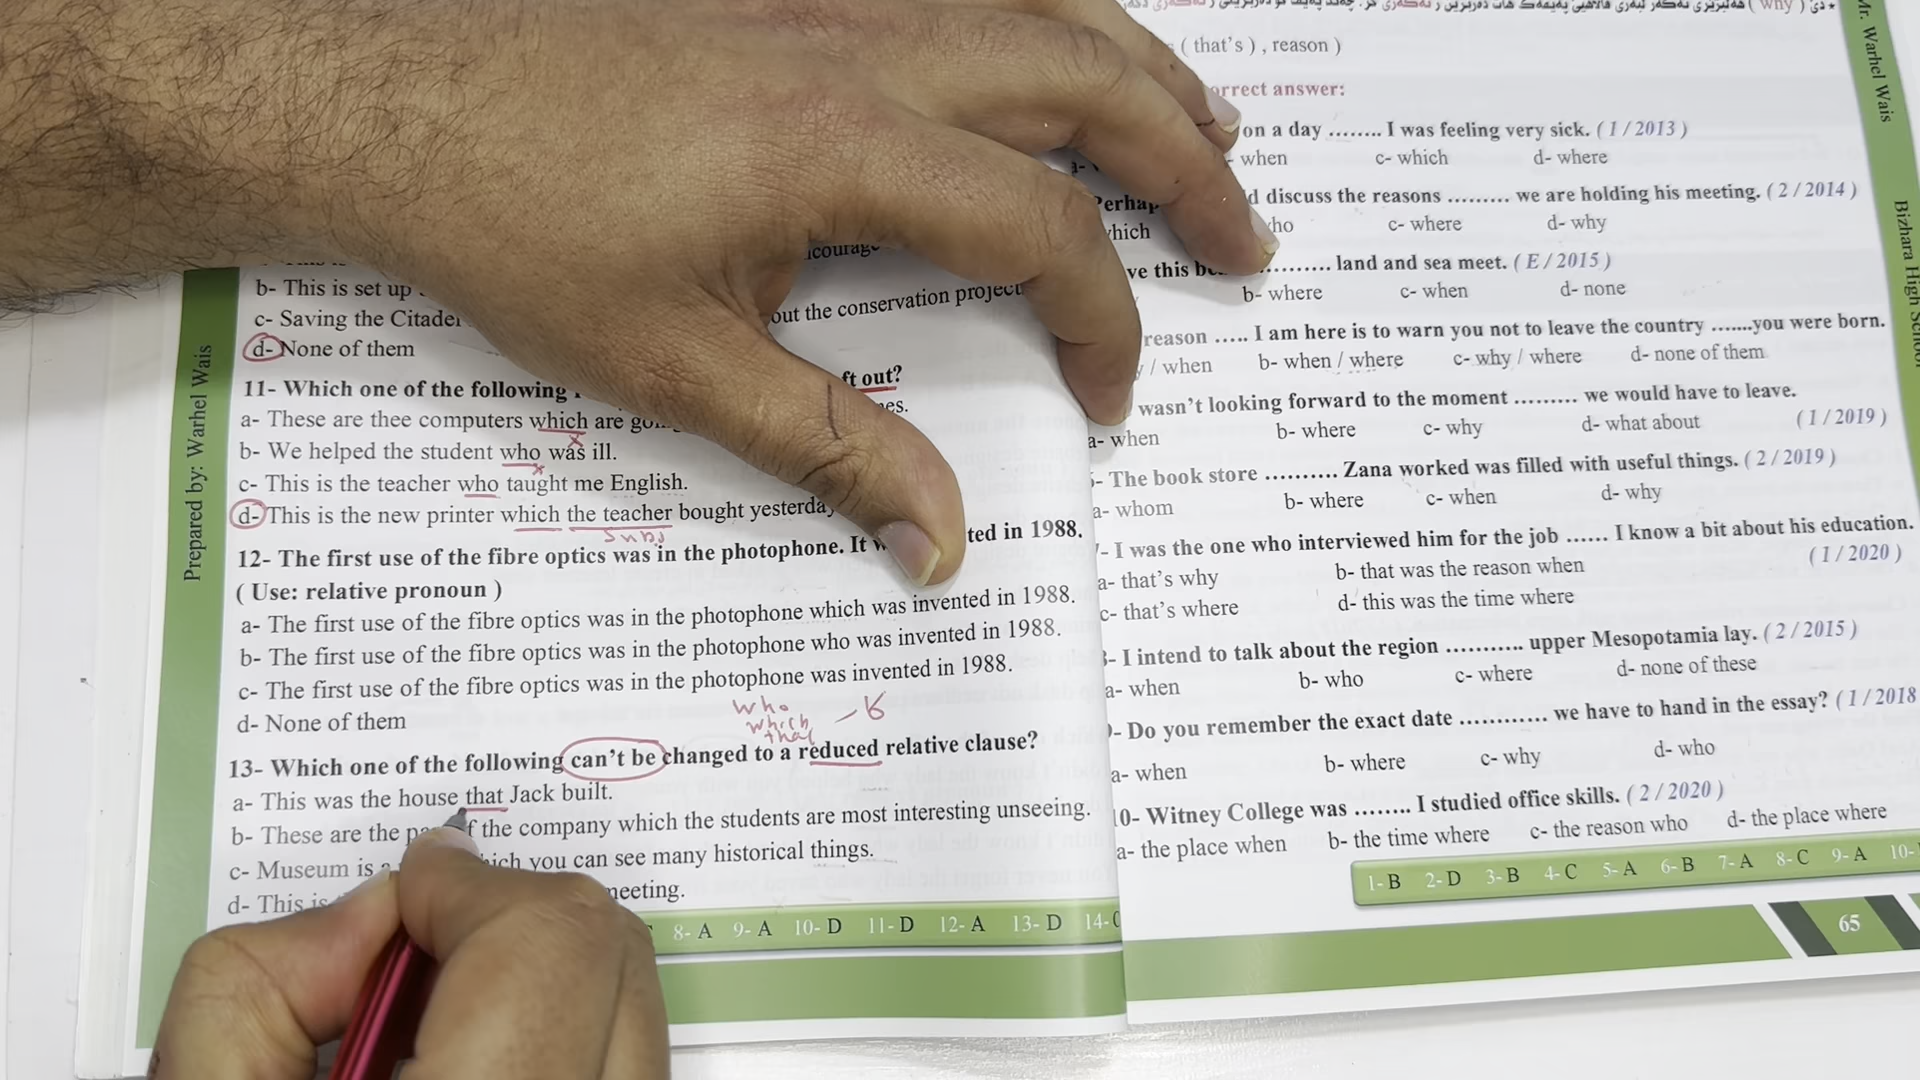 Prepared by: Warhel Wais
b- This is set up
c- Saving the Citadel
out the conservation project
d- None of them
11- Which one of the following
ft out?
a- These are thee computers which are
es.
b- We helped the student who was ill.
c- This is the teacher who taught me English.
d- This is the new printer which the teacher bought yesterday
subj
12- The first use of the fibre optics was in the photophone. It
ted in 1988.
( Use: relative pronoun )
a- The first use of the fibre optics was in the photophone which was invented in 1988.
b- The first use of the fibre optics was in the photophone who was invented in 1988.
c- The first use of the fibre optics was in the photophone was invented in 1988.
d- None of them
who
which
that
13- Which one of the following can't be changed to a reduced relative clause?
a- This was the house that Jack built.
b- These are the of the company which the students are most interesting unseeing.
c- Museum is you can see many historical things.
d- This is meeting.
8- A 9- A 10- D 11- D 12- A 13- D 14-
( that's ) , reason )
orrect answer:
on a day ........ I was feeling very sick. ( 1 / 2013 )
when c- which d- where
Perhap
d discuss the reasons ......... we are holding his meeting. ( 2 / 2014 )
hich ho c- where d- why
ve this .......... land and sea meet. ( E / 2015 )
b- where c- when d- none
reason ..... I am here is to warn you not to leave the country .......you were born.
/ when b- when / where c- why / where d- none of them
wasn't looking forward to the moment ......... we would have to leave.
a- when b- where c- why d- what about ( 1 / 2019 )
- The book store .......... Zana worked was filled with useful things. ( 2 / 2019 )
a- whom b- where c- when d- why
- I was the one who interviewed him for the job ...... I know a bit about his education.
a- that's why b- that was the reason when ( 1 / 2020 )
c- that's where d- this was the time where
- I intend to talk about the region ........... upper Mesopotamia lay. ( 2 / 2015 )
a- when b- who c- where d- none of these
- Do you remember the exact date ............ we have to hand in the essay? ( 1 / 2018
a- when b- where c- why d- who
10- Witney College was ........ I studied office skills. ( 2 / 2020 )
a- the place when b- the time where c- the reason who d- the place where
1- B 2- D 3- B 4- C 5- A 6- B 7- A 8- C 9- A 10-
65
Mr. Warhel Wais
Bizhara High School